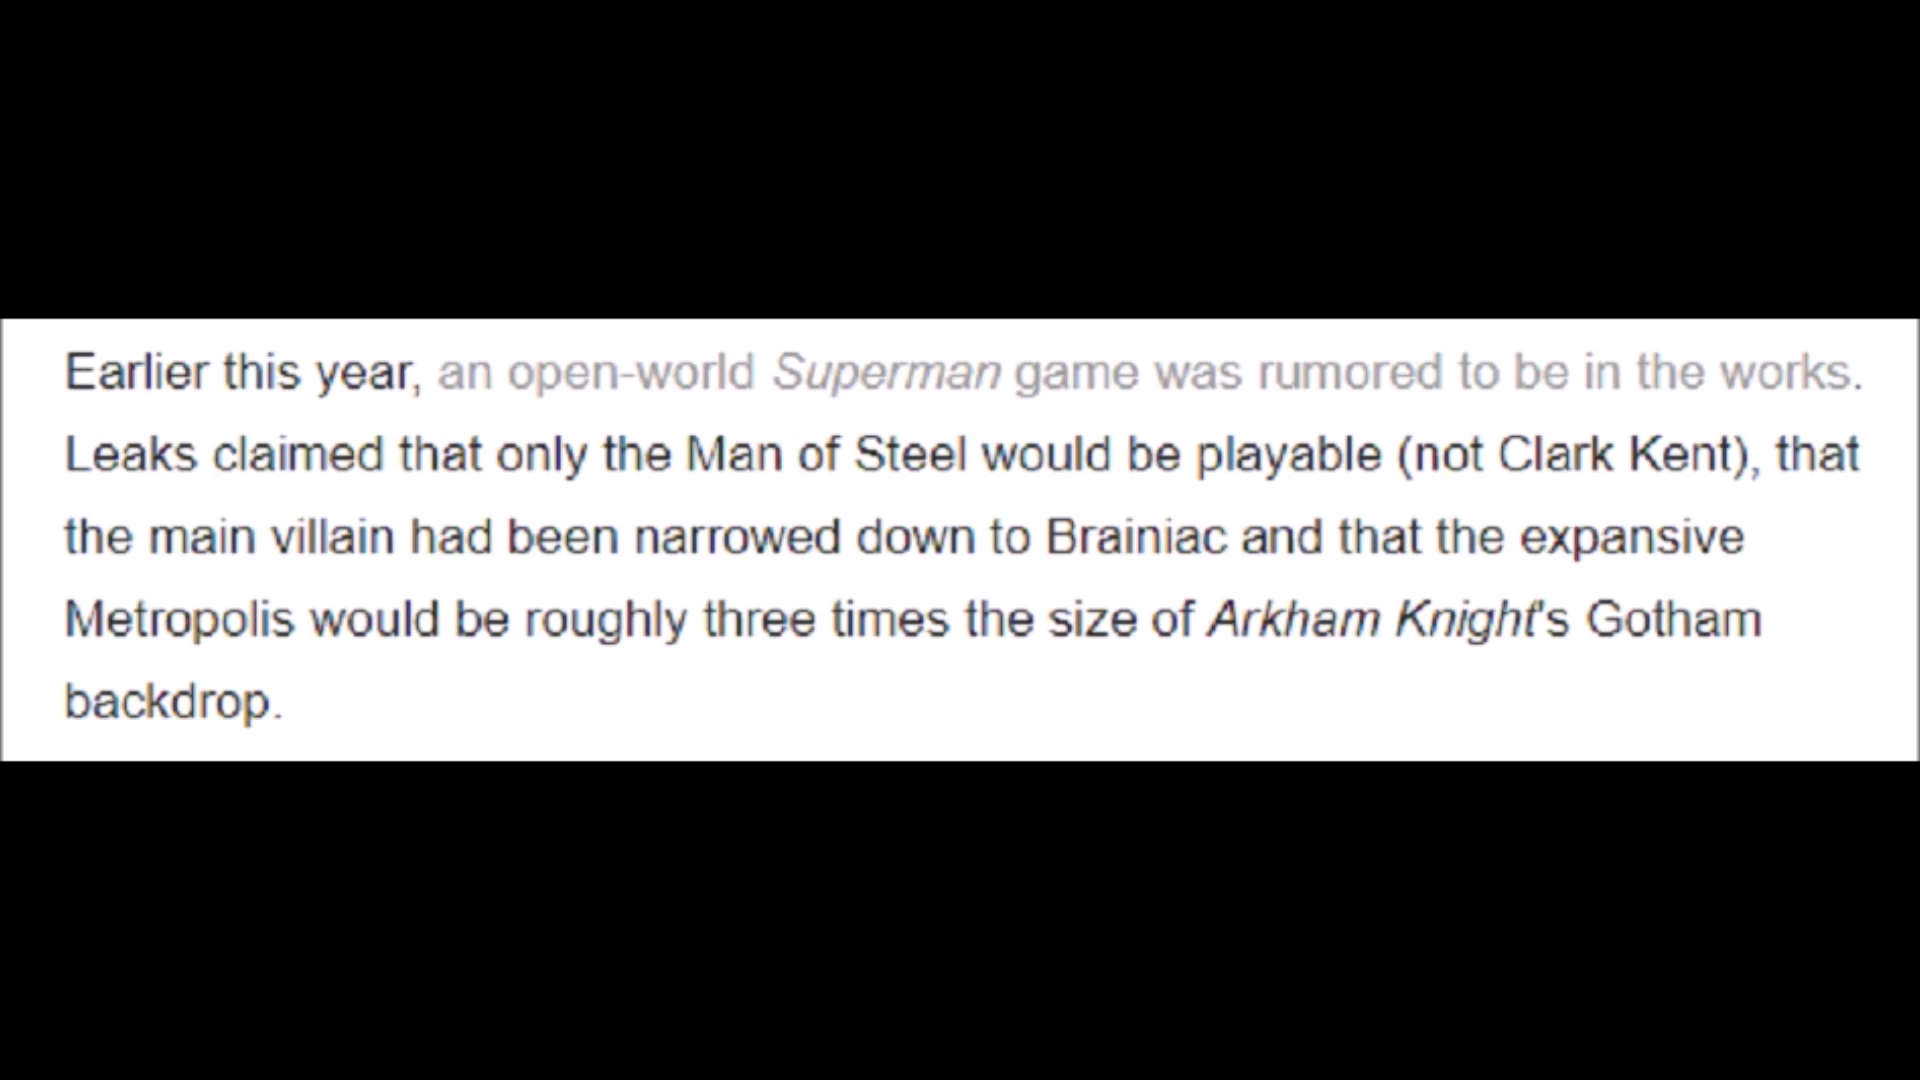 Earlier this year, an open-world Superman game was rumored to be in the works.
Leaks claimed that only the Man of Steel would be playable (not Clark Kent), that
the main villain had been narrowed down to Brainiac and that the expansive
Metropolis would be roughly three times the size of Arkham Knight's Gotham
backdrop.